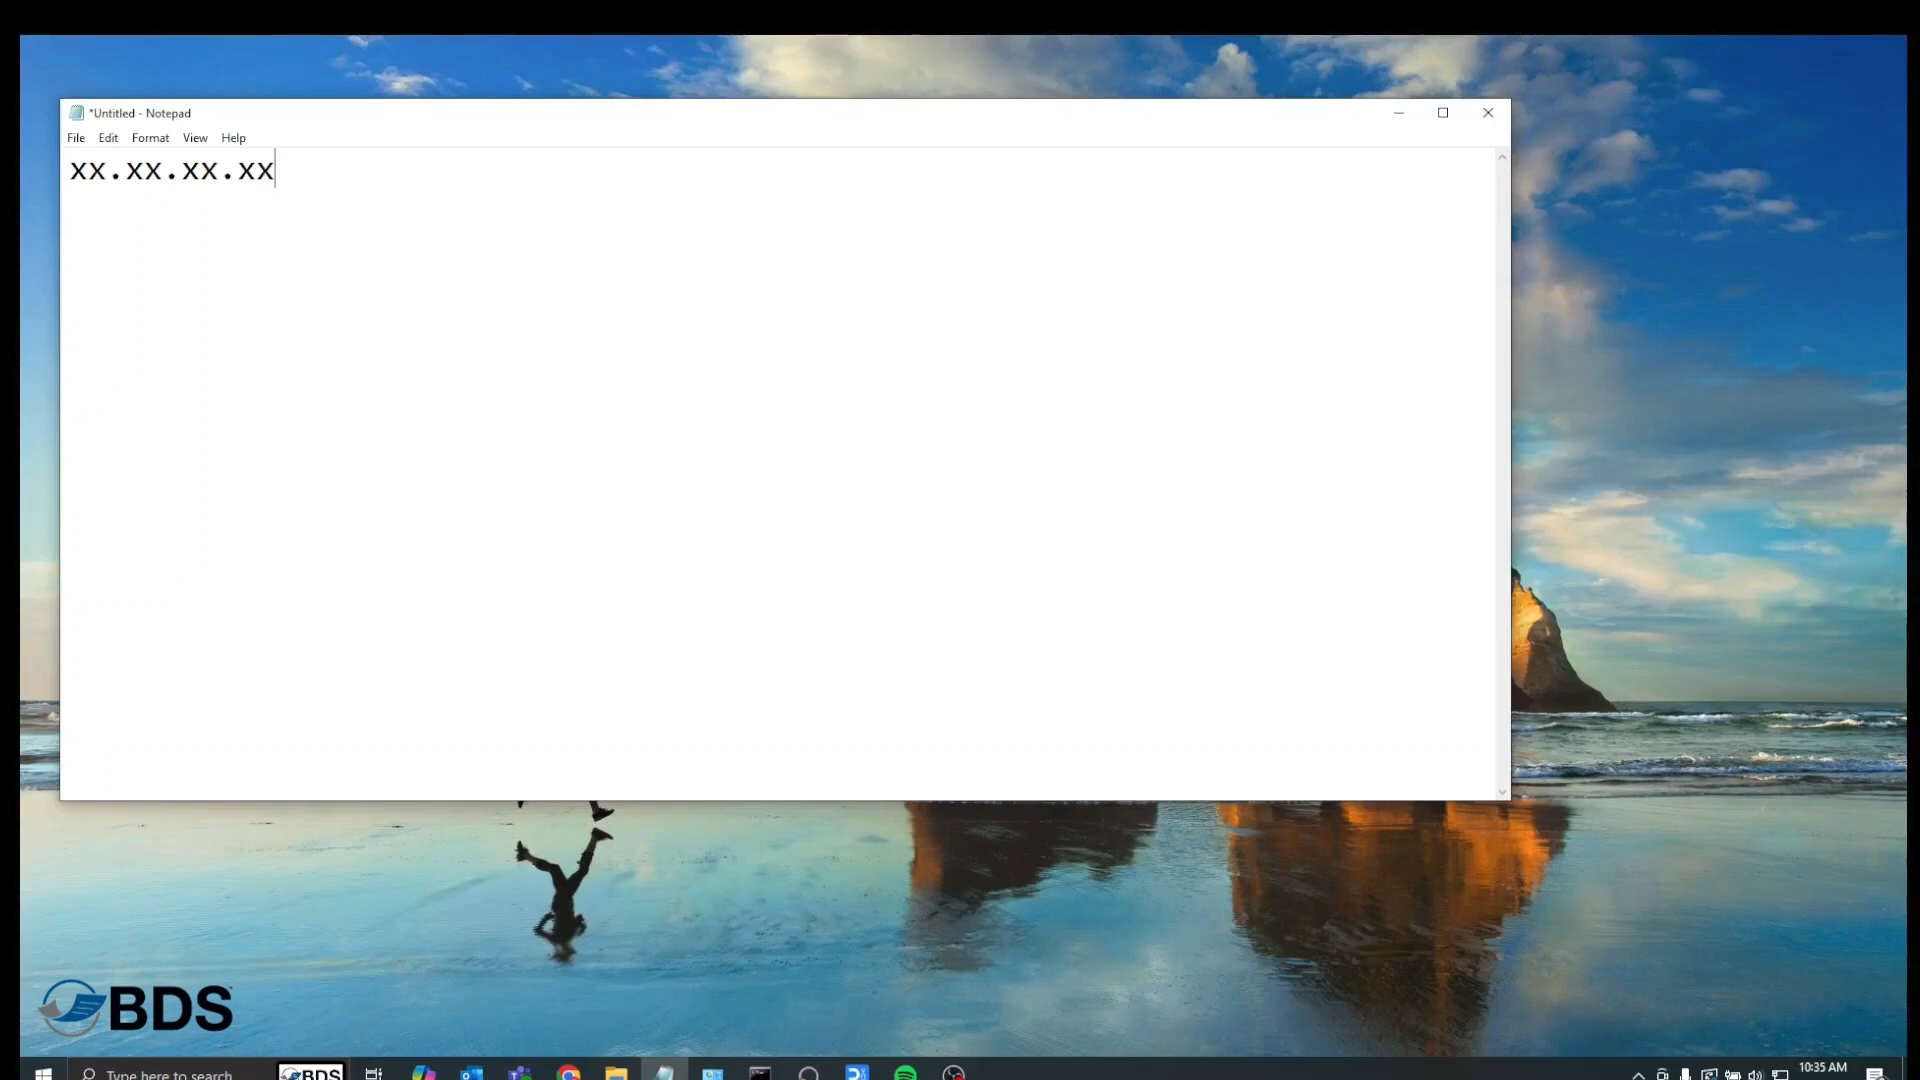 *Untitled - Notepad
File Edit Format View Help
xx.xx.xx.xx
BDS
Type here to search
BDS
10:35 AM